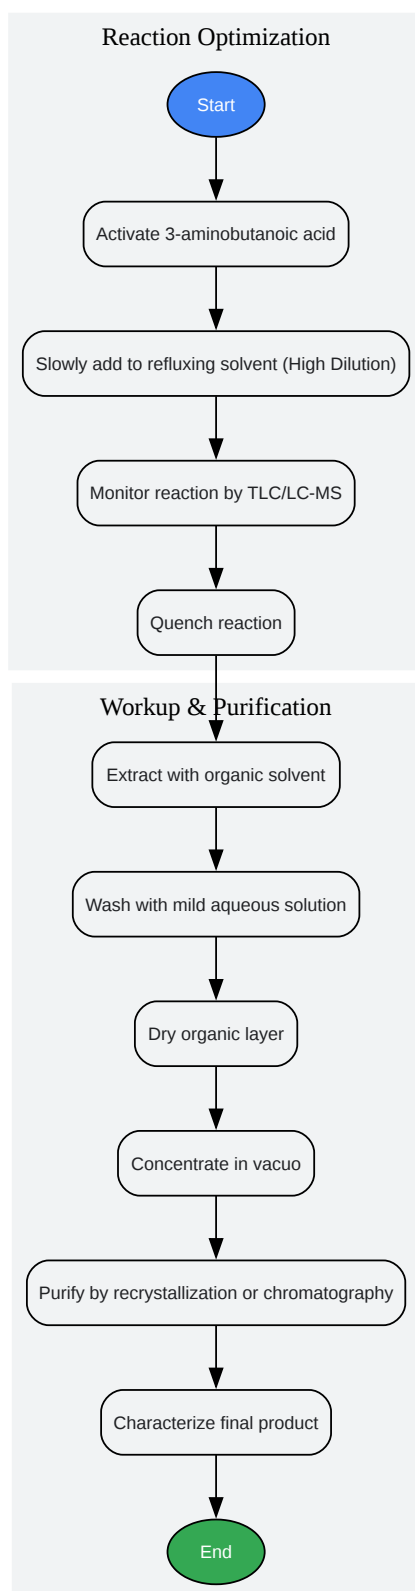 Reaction Optimization
Start
Activate 3-aminobutanoic acid
Slowly add to refluxing solvent (High Dilution)
Monitor reaction by TLC/LC-MS
Quench reaction
Workup & Purification
Extract with organic solvent
Wash with mild aqueous solution
Dry organic layer
Concentrate in vacuo
Purify by recrystallization or chromatography
Characterize final product
End